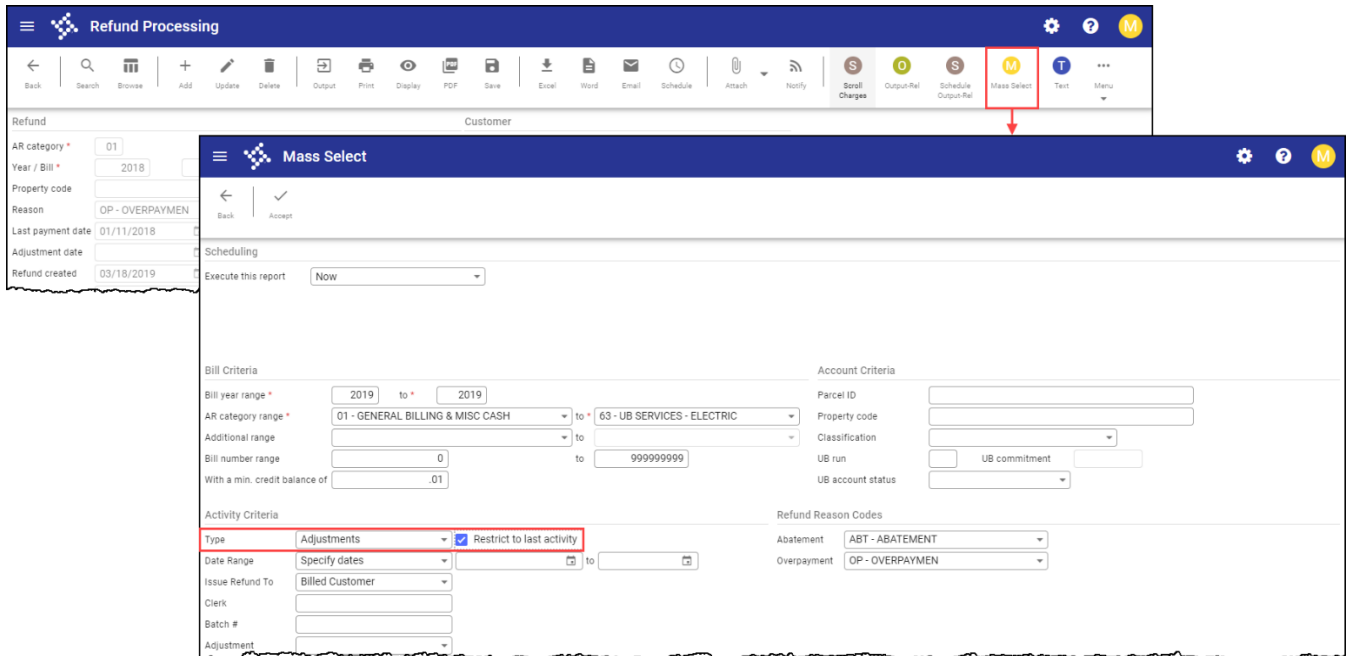 Refund Processing
M
Back Search Browse Add Update Delete Output Print Display PDF Save Excel Word Email Schedule Attach Notify S Scroll Charges O Output-Rel S Schedule Output-Rel M Mass Select T Text Menu
Refund Customer
AR category * 01
Year / Bill * 2018
Property code
Reason OP - OVERPAYMEN
Last payment date 01/11/2018
Adjustment date
Refund created 03/18/2019
Mass Select
M
Back Accept
Scheduling
Execute this report Now
Bill Criteria Account Criteria
Bill year range * 2019 to * 2019 Parcel ID
AR category range * 01 - GENERAL BILLING & MISC CASH to * 63 - UB SERVICES - ELECTRIC Property code
Additional range to Classification
Bill number range 0 to 999999999 UB run UB commitment
With a min. credit balance of .01 UB account status
Activity Criteria Refund Reason Codes
Type Adjustments Restrict to last activity Abatement ABT - ABATEMENT
Date Range Specify dates to Overpayment OP - OVERPAYMEN
Issue Refund To Billed Customer
Clerk
Batch #
Adjustment